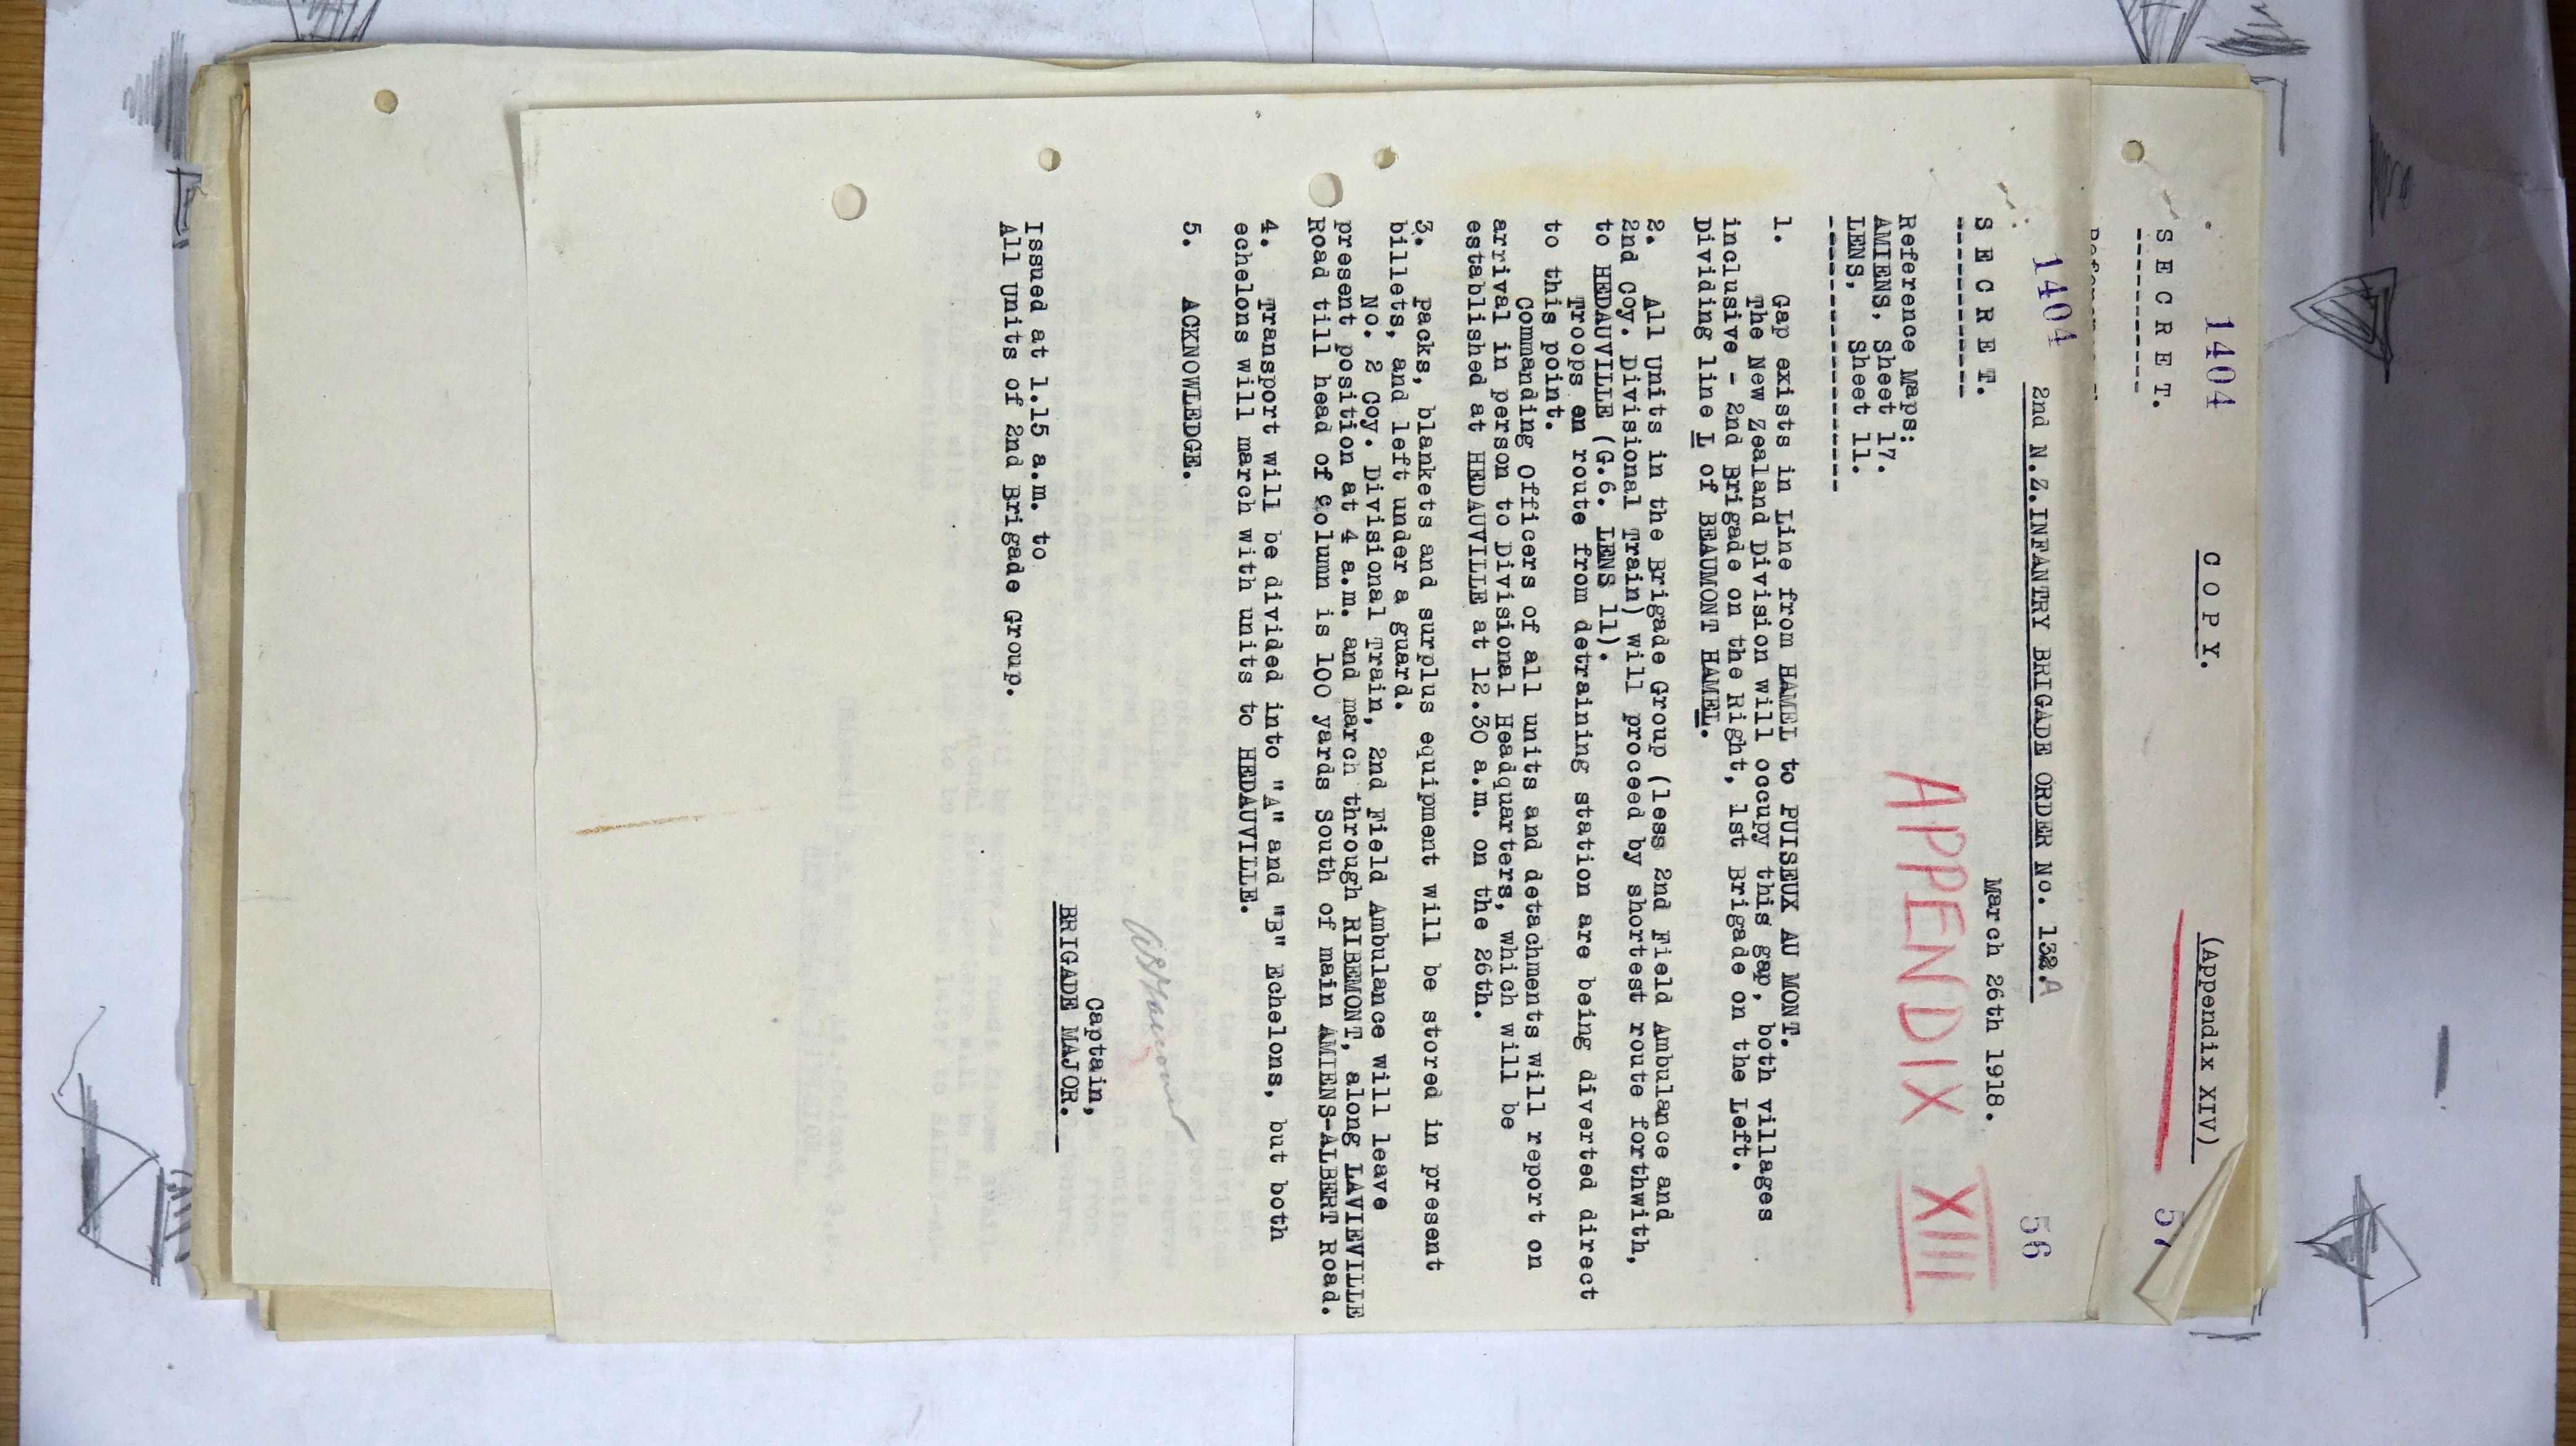 1404
C O P Y.
(Appendix XIV)
S E C R E T.
----------
57
1404
56
2nd N.Z.INFANTRY BRIGADE ORDER No. 132.A
S E C R E T.
-----------
March 26th 1918.
Reference Maps:
AMIENS, Sheet 17.
LENS, Sheet 11.
-----------------
APPENDIX XIII
1. Gap exists in Line from HAMEL to PUISEUX AU MONT.
The New Zealand Division will occupy this gap, both villages
inclusive - 2nd Brigade on the Right, 1st Brigade on the Left.
Dividing line L of BEAUMONT HAMEL.
2. All Units in the Brigade Group (less 2nd Field Ambulance and
2nd Coy. Divisional Train) will proceed by shortest route forthwith,
to HEDAUVILLE (G.6. LENS 11).
Troops en route from detraining station are being diverted direct
to this point.
Commanding Officers of all units and detachments will report on
arrival in person to Divisional Headquarters, which will be
established at HEDAUVILLE at 12.30 a.m. on the 26th.
3. Packs, blankets and surplus equipment will be stored in present
billets, and left under a guard.
No. 2 Coy. Divisional Train, 2nd Field Ambulance will leave
present position at 4 a.m. and march through RIBEMONT, along LAVIEVILLE
Road till head of Column is 100 yards South of main AMIENS-ALBERT Road.
4. Transport will be divided into "A" and "B" Echelons, but both
echelons will march with units to HEDAUVILLE.
5. ACKNOWLEDGE.
Captain,
BRIGADE MAJOR.
Issued at 1.15 a.m. to
All Units of 2nd Brigade Group.